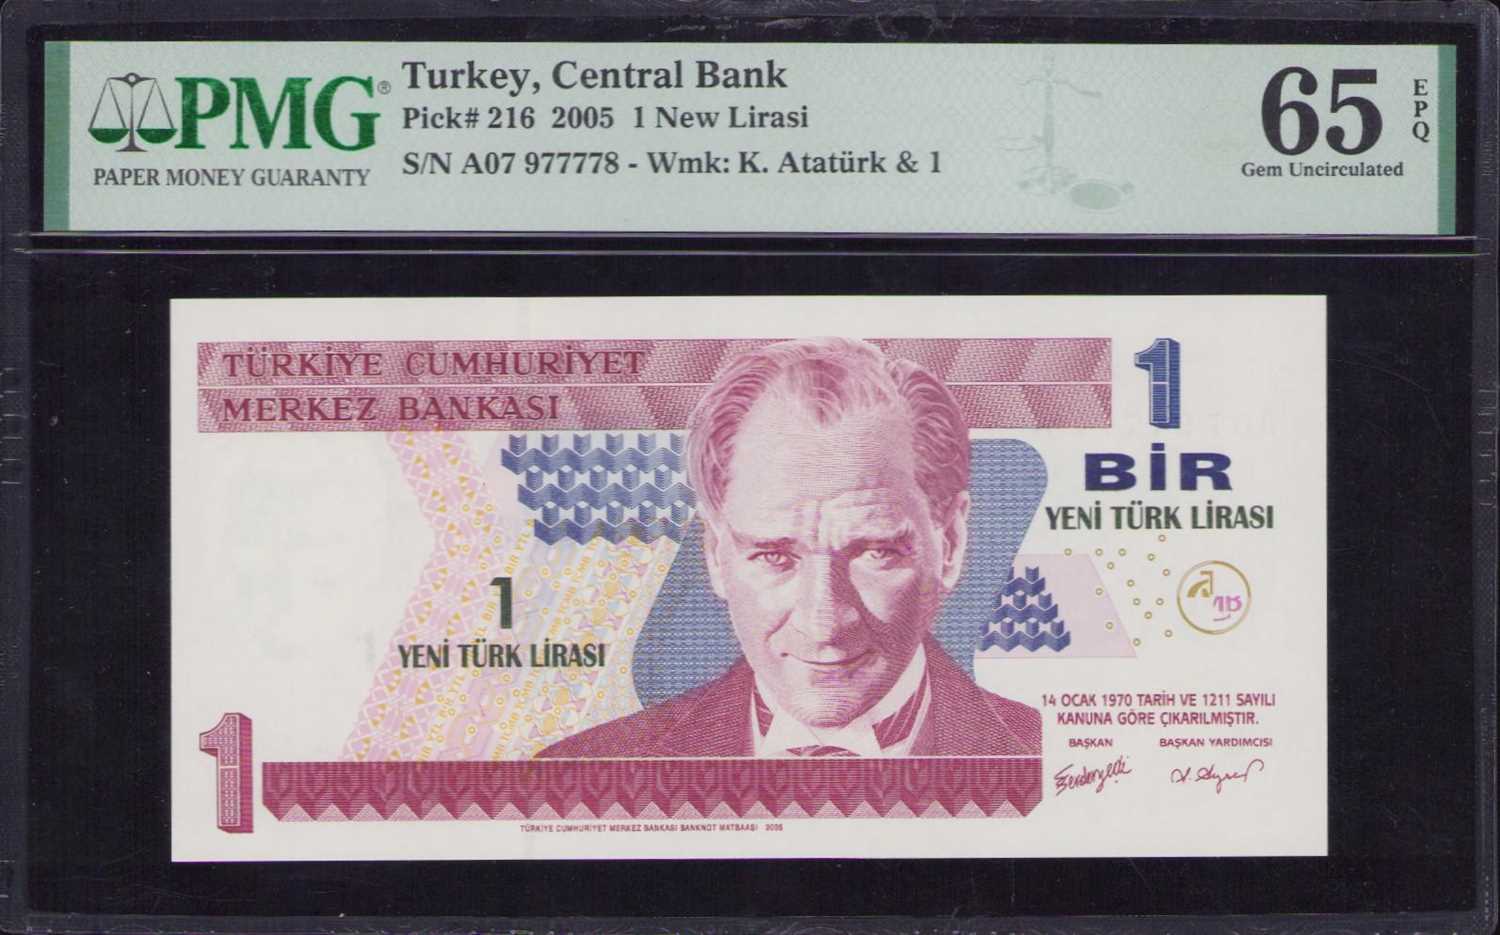 PMG®
PAPER MONEY GUARANTY
Turkey, Central Bank
Pick# 216 2005 1 New Lirasi
S/N A07 977778 - Wmk: K. Atatürk & 1
65
EPQ
Gem Uncirculated
TÜRKİYE CUMHURİYET
MERKEZ BANKASI
1
BİR
YENİ TÜRK LİRASI
1
YENİ TÜRK LİRASI
14 OCAK 1970 TARİH VE 1211 SAYILI
KANUNA GÖRE ÇIKARILMIŞTIR.
BAŞKAN BAŞKAN YARDIMCISI
1
TÜRKİYE CUMHURİYET MERKEZ BANKASI BANKNOT MATBAASI 2005